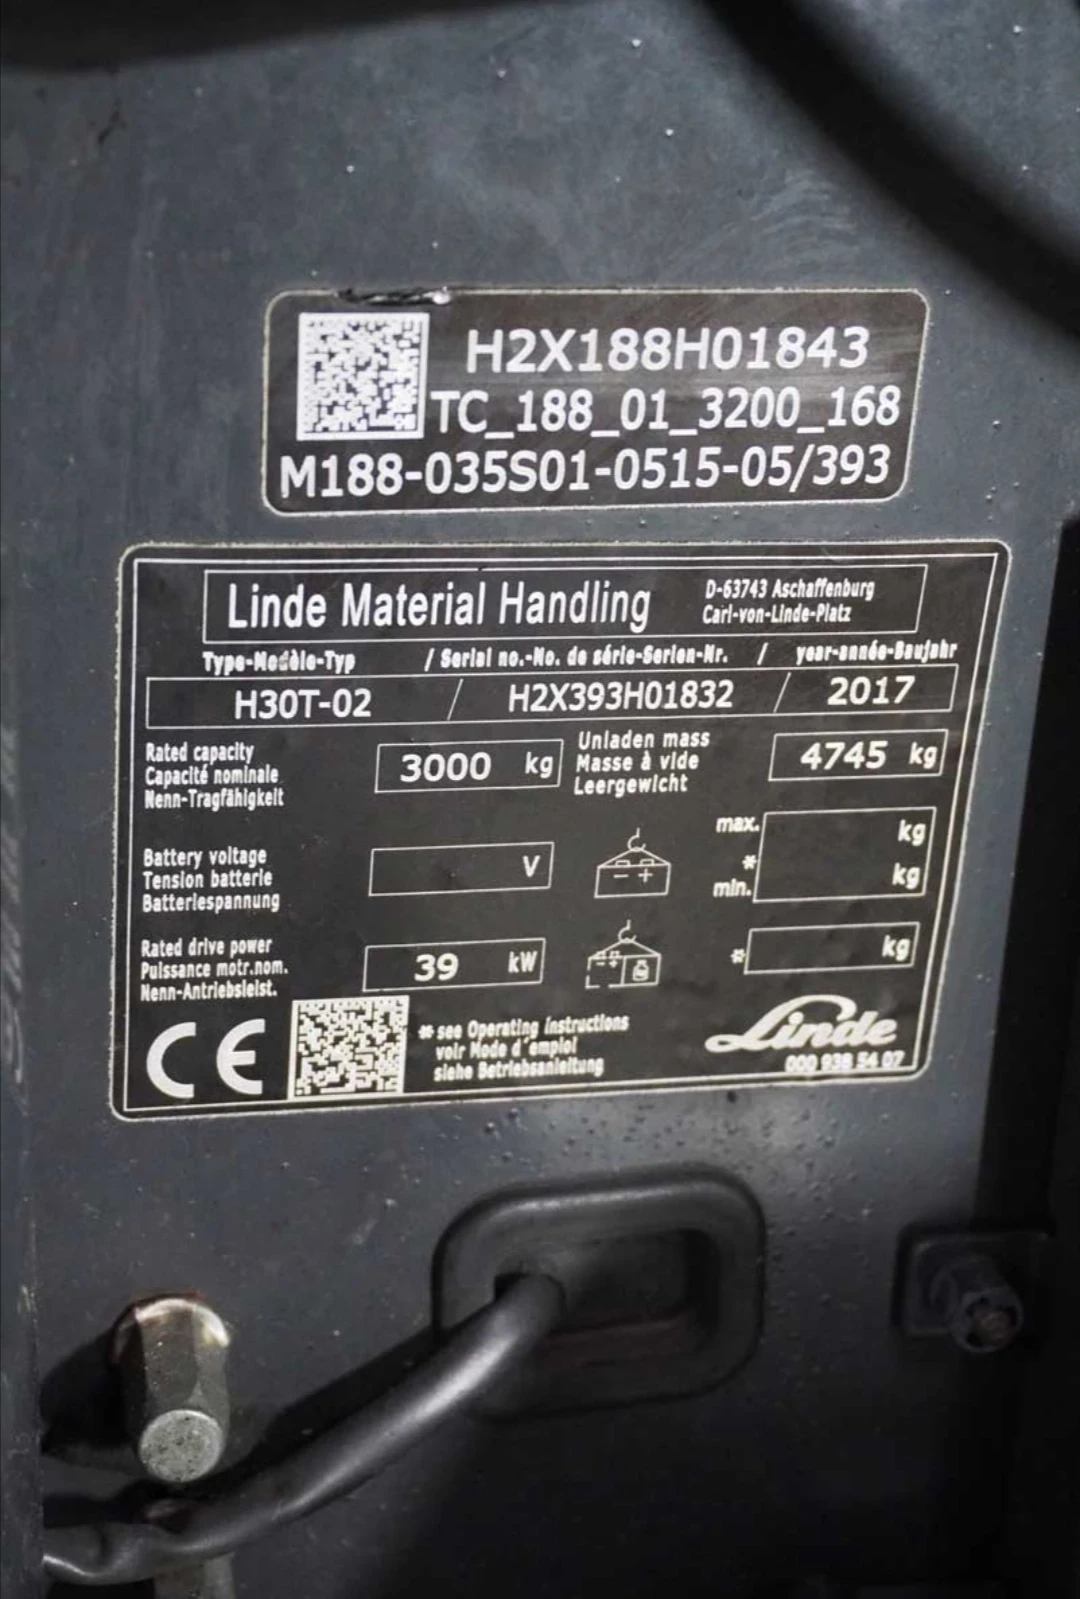 H2X188H01843
TC_188_01_3200_168
M188-035S01-0515-05/393
Linde Material Handling
D-63743 Aschaffenburg
Carl-von-Linde-Platz
Type-Modèle-Typ / Serial no.-No. de série-Serien-Nr. / year-année-Baujahr
H30T-02 / H2X393H01832 / 2017
Rated capacity
Capacité nominale
Nenn-Tragfähigkeit
3000 kg
Unladen mass
Masse à vide
Leergewicht
4745 kg
Battery voltage
Tension batterie
Batteriespannung
V
- +
max. kg
*
min. kg
Rated drive power
Puissance motr.nom.
Nenn-Antriebsleist.
39 kW
- +
* kg
CE
* see Operating instructions
voir Mode d'emploi
siehe Betriebsanleitung
Linde
000 938 54 07